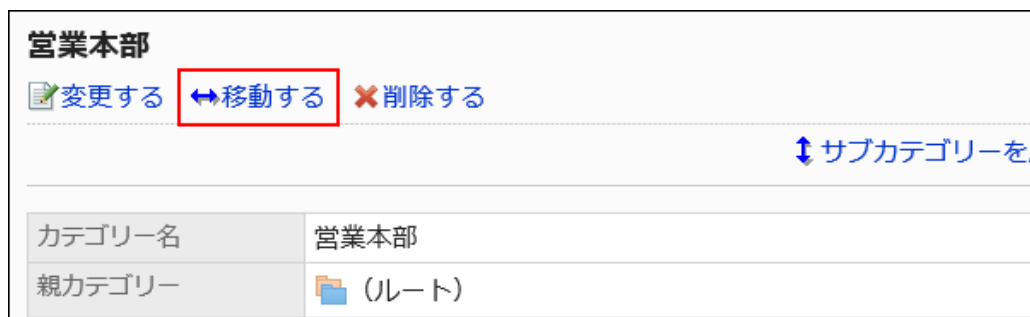 営業本部
変更する 移動する 削除する
サブカテゴリーを
カテゴリー名 営業本部
親カテゴリー (ルート)